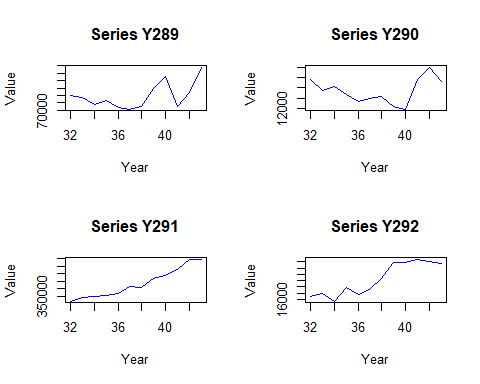 Series Y289
Value
70000
32 36 40
Year
Series Y290
Value
12000
32 36 40
Year
Series Y291
Value
350000
32 36 40
Year
Series Y292
Value
16000
32 36 40
Year